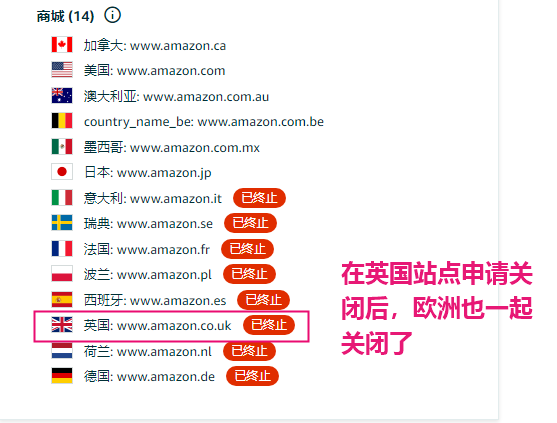 商城 (14)
加拿大: www.amazon.ca
美国: www.amazon.com
澳大利亚: www.amazon.com.au
country_name_be: www.amazon.com.be
墨西哥: www.amazon.com.mx
日本: www.amazon.jp
意大利: www.amazon.it 已终止
瑞典: www.amazon.se 已终止
法国: www.amazon.fr 已终止
波兰: www.amazon.pl 已终止
西班牙: www.amazon.es 已终止
英国: www.amazon.co.uk 已终止
荷兰: www.amazon.nl 已终止
德国: www.amazon.de 已终止
在英国站点申请关
闭后，欧洲也一起
关闭了